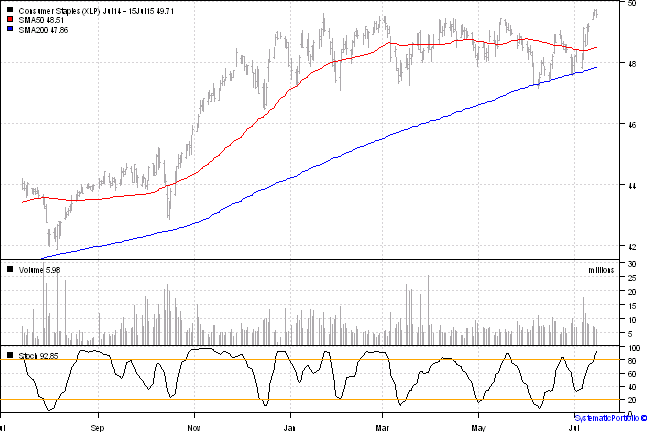 Consumer Staples (XLP) Jul14 - 15Jul15 49.71
SMA50 48.51
SMA200 47.86
50
48
46
44
42
Volume 5.98
millions
30
25
20
15
10
5
Stoch 92.85
100
80
60
40
20
0
ul
Sep
Nov
Jan
Mar
May
Jul
SystematicPortfolio ©